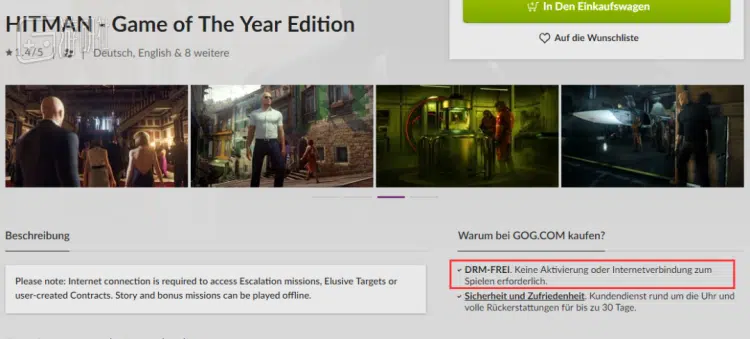 In Den Einkaufswagen
HITMAN - Game of The Year Edition
Auf die Wunschliste
1.4/5
Deutsch, English & 8 weitere
Beschreibung
Warum bei GOG.COM kaufen?
Please note: Internet connection is required to access Escalation missions, Elusive Targets or
user-created Contracts. Story and bonus missions can be played offline.
DRM-FREI. Keine Aktivierung oder Internetverbindung zum
Spielen erforderlich.
Sicherheit und Zufriedenheit. Kundendienst rund um die Uhr und
volle Rückerstattungen für bis zu 30 Tage.